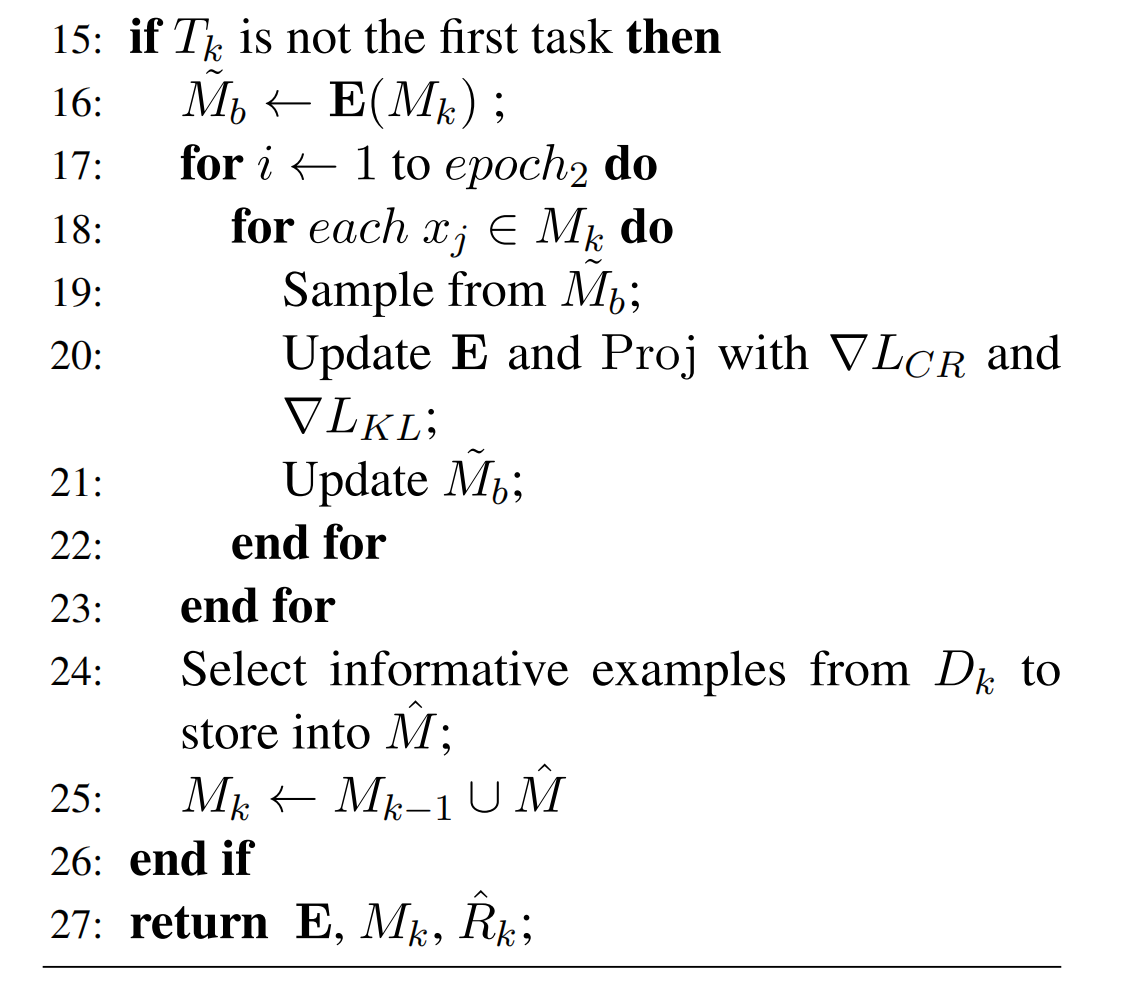 15: if $T_k$ is not the first task then
16: $\tilde{M}_b \leftarrow \mathbf{E}(M_k)$ ;
17: for $i \leftarrow 1$ to $epoch_2$ do
18: for each $x_j \in M_k$ do
19: Sample from $\tilde{M}_b$;
20: Update $\mathbf{E}$ and Proj with $\nabla L_{CR}$ and
$\nabla L_{KL}$;
21: Update $\tilde{M}_b$;
22: end for
23: end for
24: Select informative examples from $D_k$ to
store into $\hat{M}$;
25: $M_k \leftarrow M_{k-1} \cup \hat{M}$
26: end if
27: return $\mathbf{E}$, $M_k$, $\hat{R}_k$;